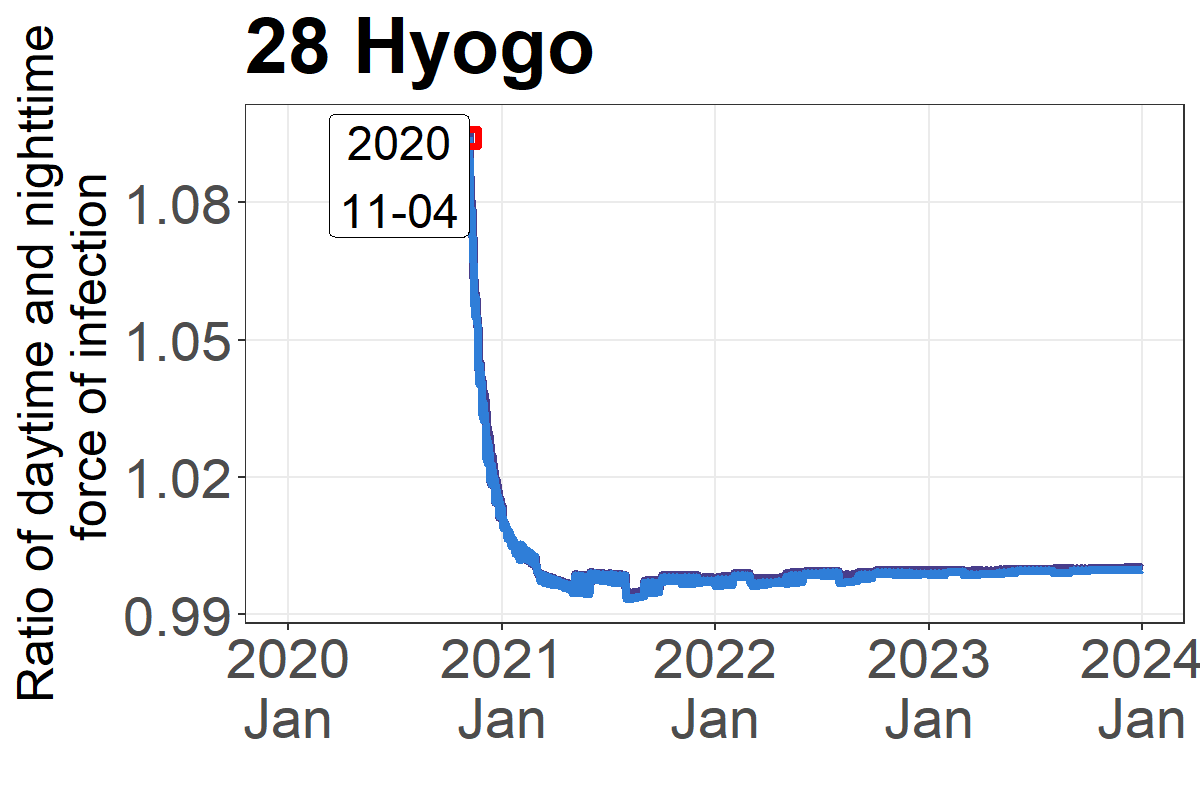 28 Hyogo
Ratio of daytime and nighttime
force of infection
2020
11-04
1.08
1.05
1.02
0.99
2020 2021 2022 2023 2024
Jan Jan Jan Jan Jan